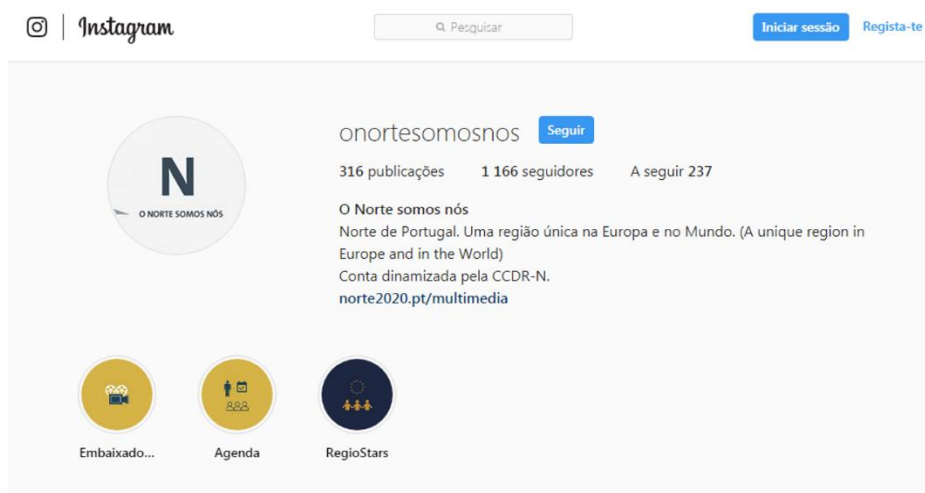 Instagram
Pesquisar
Iniciar sessão
Regista-te
N
O NORTE SOMOS NÓS
onortesomosnos
Seguir
316 publicações 1 166 seguidores A seguir 237
O Norte somos nós
Norte de Portugal. Uma região única na Europa e no Mundo. (A unique region in
Europe and in the World)
Conta dinamizada pela CCDR-N.
norte2020.pt/multimedia
Embaixado...
Agenda
RegioStars